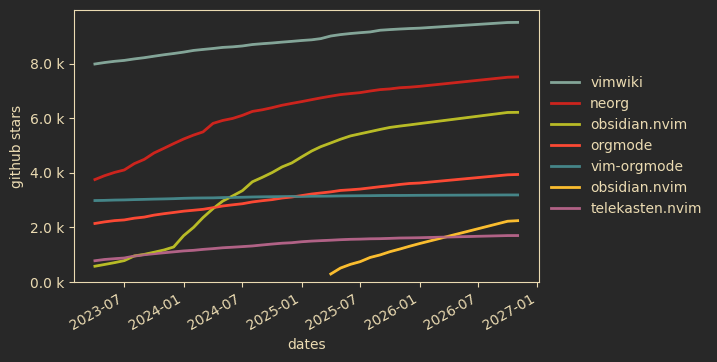 8.0 k
6.0 k
4.0 k
2.0 k
0.0 k
github stars
2023-07
2024-01
2024-07
2025-01
2025-07
2026-01
2026-07
2027-01
dates
vimwiki
neorg
obsidian.nvim
orgmode
vim-orgmode
obsidian.nvim
telekasten.nvim